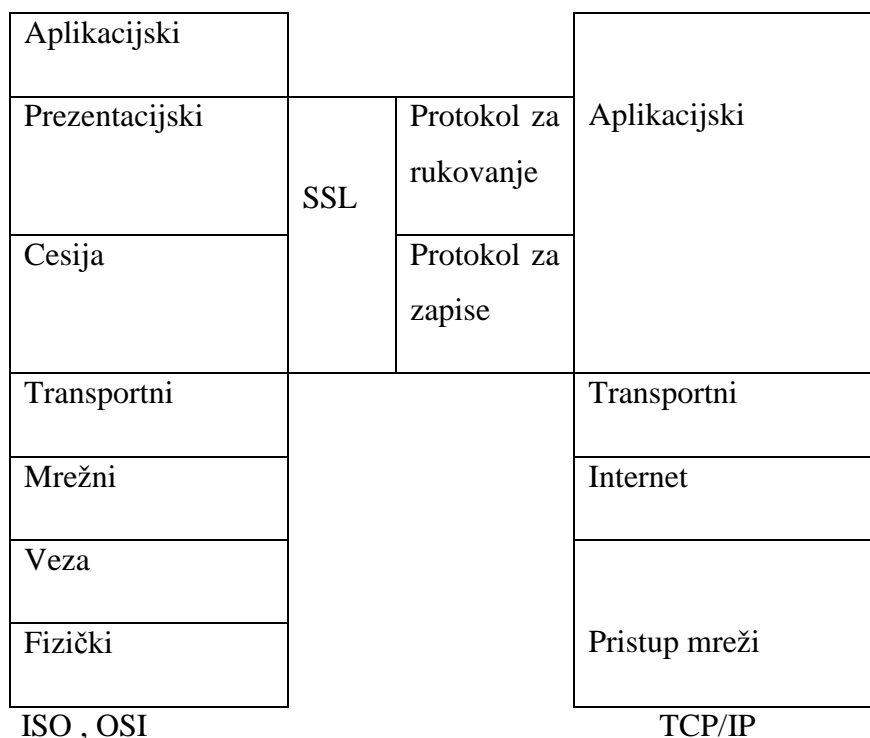 Aplikacijski
Prezentacijski
SSL
Protokol za
rukovanje
Aplikacijski
Cesija
Protokol za
zapise
Transportni
Transportni
Mrežni
Internet
Veza
Fizički
Pristup mreži
ISO , OSI
TCP/IP